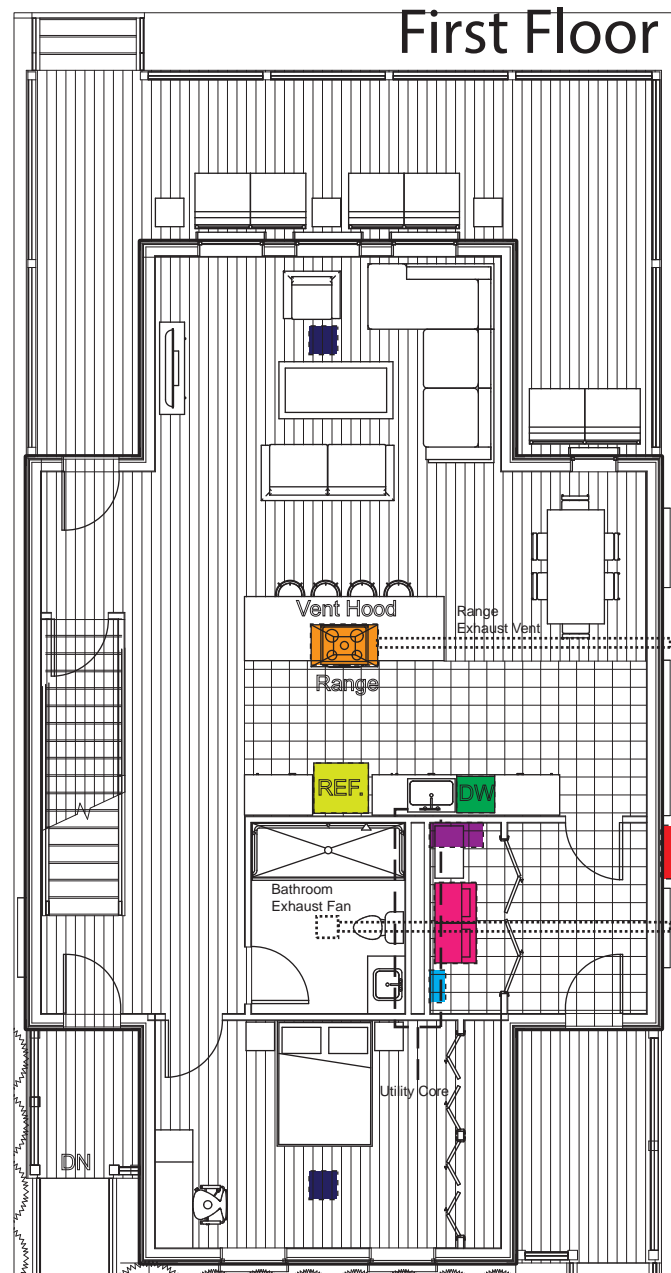 First Floor
Vent Hood
Range
Exhaust Vent
Range
REF.
DW
Bathroom
Exhaust Fan
Utility Core
DN